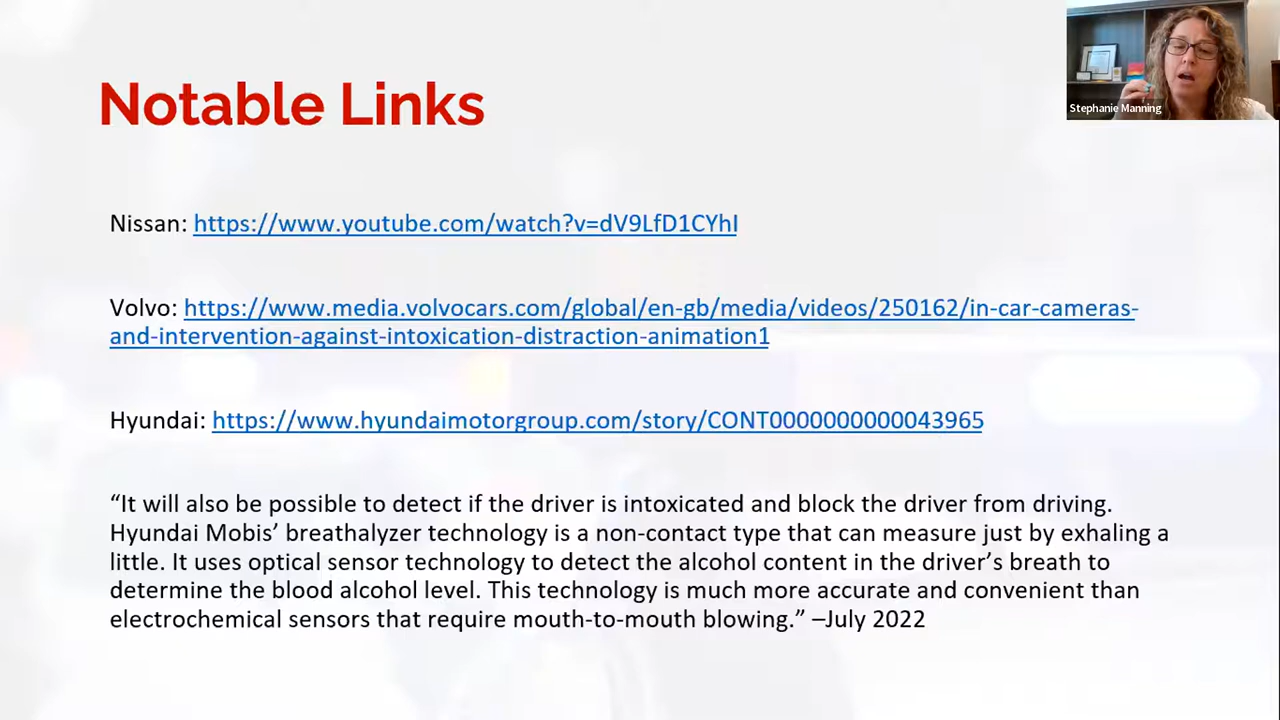 Notable Links
Stephanie Manning
Nissan: https://www.youtube.com/watch?v=dV9LfD1CYhI
Volvo: https://www.media.volvocars.com/global/en-gb/media/videos/250162/in-car-cameras-
and-intervention-against-intoxication-distraction-animation1
Hyundai: https://www.hyundaimotorgroup.com/story/CONT0000000000043965
“It will also be possible to detect if the driver is intoxicated and block the driver from driving.
Hyundai Mobis’ breathalyzer technology is a non-contact type that can measure just by exhaling a
little. It uses optical sensor technology to detect the alcohol content in the driver’s breath to
determine the blood alcohol level. This technology is much more accurate and convenient than
electrochemical sensors that require mouth-to-mouth blowing.” –July 2022